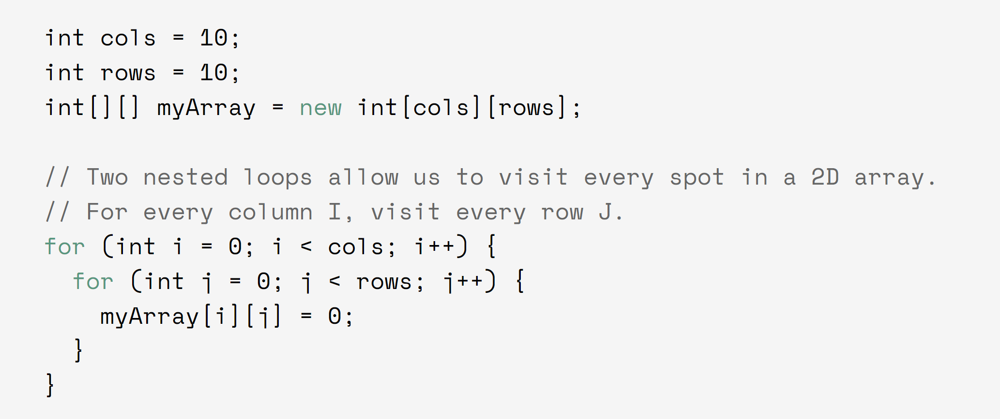 int cols = 10;
int rows = 10;
int[][] myArray = new int[cols][rows];

// Two nested loops allow us to visit every spot in a 2D array.
// For every column I, visit every row J.
for (int i = 0; i < cols; i++) {
  for (int j = 0; j < rows; j++) {
    myArray[i][j] = 0;
  }
}